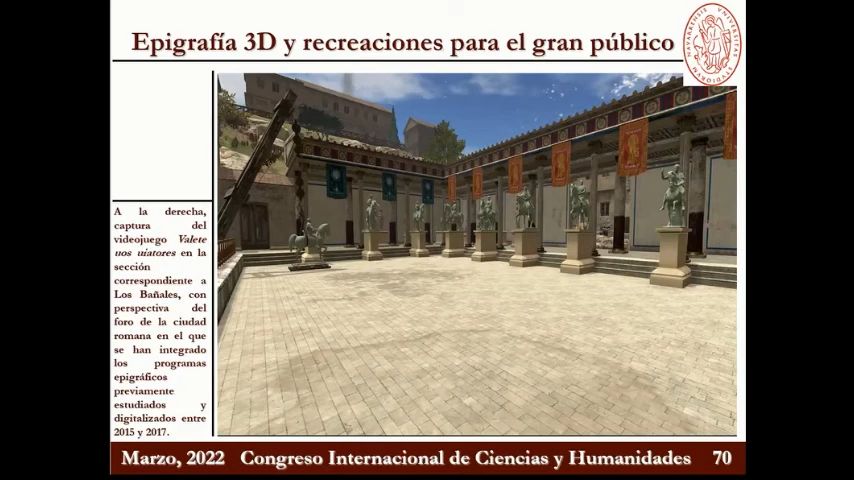 Epigrafía 3D y recreaciones para el gran público
A la derecha,
captura del
videojuego Valete
uos uiatores en la
sección
correspondiente a
Los Bañales, con
perspectiva del
foro de la ciudad
romana en el que
se han integrado
los programas
epigráficos
previamente
estudiados y
digitalizados entre
2015 y 2017.
Marzo, 2022 Congreso Internacional de Ciencias y Humanidades 70